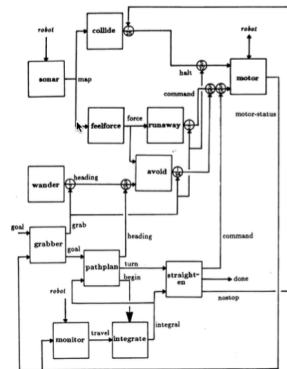 robot
robot
collide
sonar
map
halt
motor
command
motor-status
feelforce
force
runaway
avoid
wander
heading
grab
goal
grabber
heading
goal
pathplan
turn
begin
straight-
en
command
done
nostop
robot
integral
monitor
travel
integrate